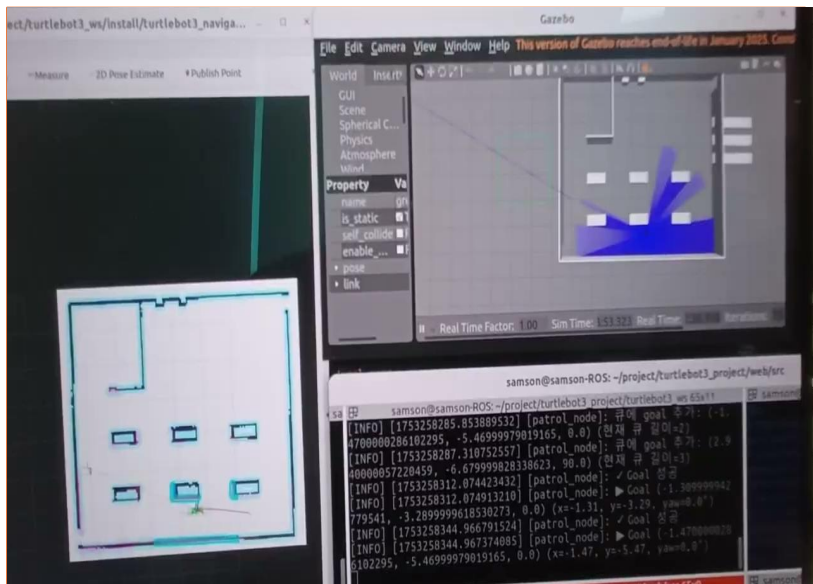 ect/turtlebot3_ws/install/turtlebot3_naviga...
Measure 2D Pose Estimate Publish Point
Gazebo
File Edit Camera View Window Help This version of Gazebo reaches end-of-life in January 2025. Cons
World Insert
GUI
Scene
Spherical C...
Physics
Atmosphere
Wind
Property Va
name gr
is_static
self_collide
enable_...
pose
link
Real Time Factor: 1.00 Sim Time: Real Time: Iterations:
samson@samson-ROS: ~/project/turtlebot3_project/web/src
sa samson@samson-ROS: ~/project/turtlebot3_project/turtlebot3_ws 65x11 samson
[INFO] [1753258285.853889532] [patrol_node]: 큐에 goal 추가: (-1.
4700000286102295, -5.46999979019165, 0.0) (현재 큐 길이=2)
[INFO] [1753258287.310752557] [patrol_node]: 큐에 goal 추가: (2.9
40000057220459, -6.679999828338623, 90.0) (현재 큐 길이=3)
[INFO] [1753258312.074423432] [patrol_node]: ✓ Goal 성공
[INFO] [1753258312.074913210] [patrol_node]: ▶ Goal (-1.309999942
779541, -3.2899999618530273, 0.0) (x=-1.31, y=-3.29, yaw=0.0°)
[INFO] [1753258344.966791524] [patrol_node]: ✓ Goal 성공
[INFO] [1753258344.967374085] [patrol_node]: ▶ Goal (-1.470000028
6102295, -5.46999979019165, 0.0) (x=-1.47, y=-5.47, yaw=0.0°)